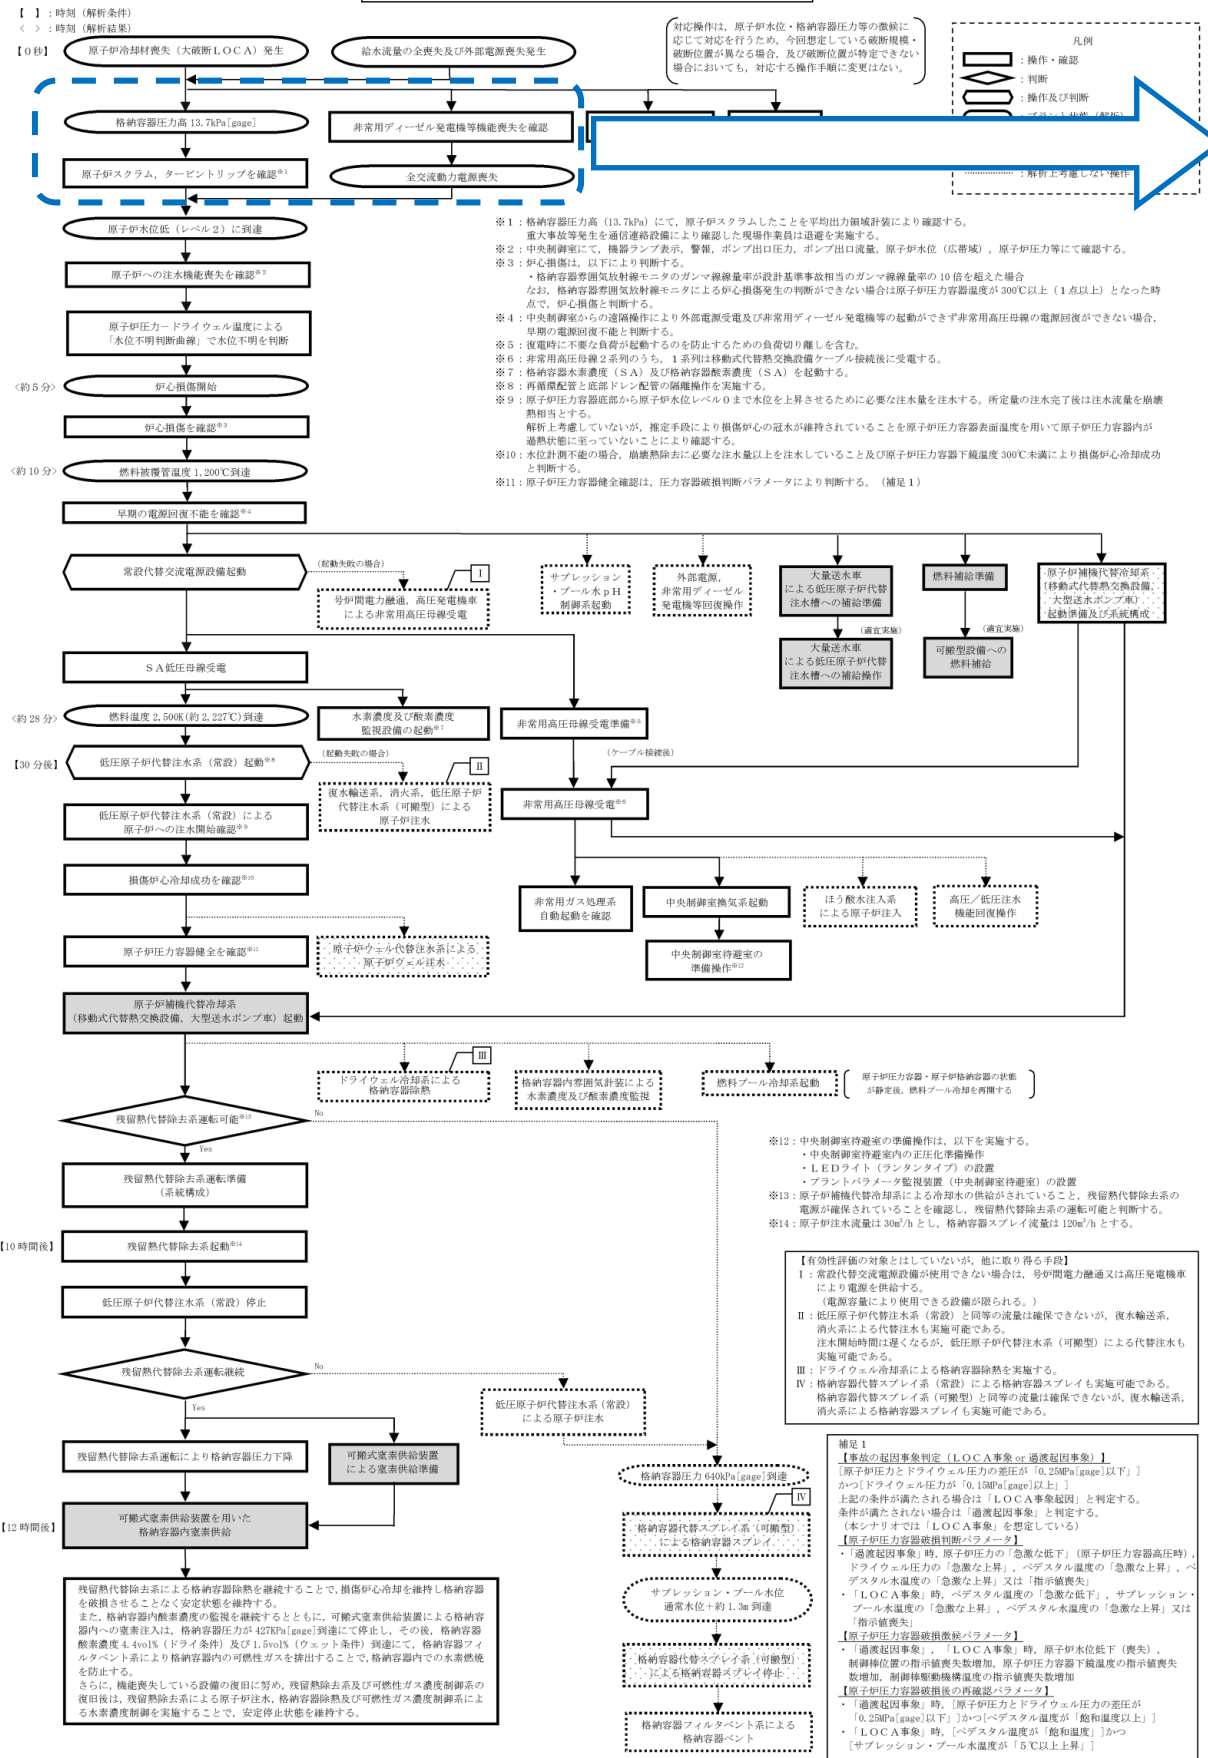 【　】：時刻（解析条件）
＜　＞：時刻（解析結果）
【０秒】
原子炉冷却材喪失（大破断ＬＯＣＡ）発生
給水流量の全喪失及び外部電源喪失発生
対応操作は，原子炉水位・格納容器圧力等の徴候に
応じて対応を行うため，今回想定している破断規模・
破断位置が異なる場合，及び破断位置が特定できない
場合においても，対応する操作手順に変更はない。
凡例
：操作・確認
：判断
：操作及び判断
：解析上考慮しない操作
格納容器圧力高 13.7kPa[gage]
非常用ディーゼル発電機等機能喪失を確認
原子炉スクラム，タービントリップを確認※1
全交流動力電源喪失
原子炉水位低（レベル２）に到達
原子炉への注水機能喪失を確認※2
原子炉圧力－ドライウェル温度による
「水位不明判断曲線」で水位不明を判断
＜約５分＞
炉心損傷開始
炉心損傷を確認※3
＜約10分＞
燃料被覆管温度 1,200℃到達
早期の電源回復不能を確認※4
※１：格納容器圧力高（13.7kPa）にて，原子炉スクラムしたことを平均出力領域計装により確認する。
重大事故等発生を通信連絡設備により確認した現場作業員は退避を実施する。
※２：中央制御室にて，機器ランプ表示，警報，ポンプ出口圧力，ポンプ出口流量，原子炉水位（広帯域），原子炉圧力等にて確認する。
※３：炉心損傷は，以下により判断する。
・格納容器雰囲気放射線モニタのガンマ線線量率が設計基準事故相当のガンマ線線量率の 10 倍を超えた場合
なお，格納容器雰囲気放射線モニタによる炉心損傷発生の判断ができない場合は原子炉圧力容器温度が 300℃以上（１点以上）となった時
点で，炉心損傷と判断する。
※４：中央制御室からの遠隔操作により外部電源受電及び非常用ディーゼル発電機等の起動ができず非常用高圧母線の電源回復ができない場合，
早期の電源回復不能と判断する。
※５：復電時に不要な負荷が起動するのを防止するための負荷切り離しを含む。
※６：非常用高圧母線２系列のうち，１系列は移動式代替熱交換設備ケーブル接続後に受電する。
※７：格納容器水素濃度（ＳＡ）及び格納容器酸素濃度（ＳＡ）を起動する。
※８：再循環配管と底部ドレン配管の隔離操作を実施する。
※９：原子炉圧力容器底部から原子炉水位レベル０まで水位を上昇させるために必要な注水量を注水する。所定量の注水完了後は注水流量を崩壊
熱相当とする。
解析上考慮していないが，推定手段により損傷炉心の冠水が維持されていることを原子炉圧力容器表面温度を用いて原子炉圧力容器内が
過熱状態に至っていないことにより確認する。
※10：水位計測不能の場合，崩壊熱除去に必要な注水量以上を注水していること及び原子炉圧力容器下鏡温度 300℃未満により損傷炉心冷却成功
と判断する。
※11：原子炉圧力容器健全確認は，圧力容器破損判断パラメータにより判断する。（補足１）
常設代替交流電源設備起動
（起動失敗の場合）
Ⅰ
号炉間電力融通，高圧発電機車
による非常用高圧母線受電
サプレッション
・プール水ｐＨ
制御系起動
外部電源，
非常用ディーゼル
発電機等回復操作
大量送水車
による低圧原子炉代替
注水槽への補給準備
（適宜実施）
大量送水車
による低圧原子炉代替
注水槽への補給操作
燃料補給準備
（適宜実施）
可搬型設備への
燃料補給
原子炉補機代替冷却系
（移動式代替熱交換設備，
大型送水ポンプ車）
起動準備及び系統構成
ＳＡ低圧母線受電
＜約28分＞
燃料温度 2,500K(約 2,227℃)到達
水素濃度及び酸素濃度
監視設備の起動※7
非常用高圧母線受電準備※5
【30分後】
低圧原子炉代替注水系（常設）起動※8
（起動失敗の場合）
Ⅱ
（ケーブル接続後）
復水輸送系，消火系，低圧原子炉
代替注水系（可搬型）による
原子炉注水
非常用高圧母線受電※6
低圧原子炉代替注水系（常設）による
原子炉への注水開始確認※9
損傷炉心冷却成功を確認※10
非常用ガス処理系
自動起動を確認
中央制御室換気系起動
ほう酸水注入系
による原子炉注入
高圧／低圧注水
機能回復操作
原子炉圧力容器健全を確認※11
原子炉ウェル代替注水系による
原子炉ウェル注水
中央制御室待避室の
準備操作※12
原子炉補機代替冷却系
（移動式代替熱交換設備，大型送水ポンプ車）起動
Ⅲ
ドライウェル冷却系による
格納容器除熱
格納容器内雰囲気計装による
水素濃度及び酸素濃度監視
燃料プール冷却系起動
原子炉圧力容器・原子炉格納容器の状態
が静定後，燃料プール冷却を再開する
残留熱代替除去系運転可能※13
No
Yes
残留熱代替除去系運転準備
（系統構成）
※12：中央制御室待避室の準備操作は，以下を実施する。
・中央制御室待避室内の正圧化準備操作
・ＬＥＤライト（ランタンタイプ）の設置
・プラントパラメータ監視装置（中央制御室待避室）の設置
※13：原子炉補機代替冷却系による冷却水の供給がされていること，残留熱代替除去系の
電源が確保されていることを確認し，残留熱代替除去系の運転可能と判断する。
※14：原子炉注水流量は 30m³/h とし，格納容器スプレイ流量は 120m³/h とする。
【10時間後】
残留熱代替除去系起動※14
低圧原子炉代替注水系（常設）停止
残留熱代替除去系運転継続
No
Yes
低圧原子炉代替注水系（常設）
による原子炉注水
【有効性評価の対象とはしていないが，他に取り得る手段】
Ⅰ：常設代替交流電源設備が使用できない場合は，号炉間電力融通又は高圧発電機車
により電源を供給する。
（電源容量により使用できる設備が限られる。）
Ⅱ：低圧原子炉代替注水系（常設）と同等の流量は確保できないが，復水輸送系，
消火系による代替注水も実施可能である。
注水開始時間は遅くなるが，低圧原子炉代替注水系（可搬型）による代替注水も
実施可能である。
Ⅲ：ドライウェル冷却系による格納容器除熱を実施する。
Ⅳ：格納容器代替スプレイ系（常設）による格納容器スプレイも実施可能である。
格納容器代替スプレイ系（可搬型）と同等の流量は確保できないが，復水輸送系，
消火系による格納容器スプレイも実施可能である。
残留熱代替除去系運転により格納容器圧力下降
可搬式窒素供給装置
による窒素供給準備
【12時間後】
可搬式窒素供給装置を用いた
格納容器内窒素供給
格納容器圧力 640kPa[gage]到達
Ⅳ
格納容器代替スプレイ系（可搬型）
による格納容器スプレイ
サプレッション・プール水位
通常水位＋約 1.3m 到達
格納容器代替スプレイ系（可搬型）
による格納容器スプレイ停止
格納容器フィルタベント系による
格納容器ベント
残留熱代替除去系による格納容器除熱を継続することで，損傷炉心冷却を維持し格納容器
を破損させることなく安定状態を維持する。
また，格納容器内酸素濃度の監視を継続するとともに，可搬式窒素供給装置による格納容
器内への窒素注入は，格納容器圧力が 427KPa[gage]到達にて停止し，その後，格納容器
酸素濃度 4.4vol%（ドライ条件）及び 1.5vol%（ウェット条件）到達にて，格納容器フィ
ルタベント系により格納容器内の可燃性ガスを排出することで，格納容器内での水素燃焼
を防止する。
さらに，機能喪失している設備の復旧に努め，残留熱除去系及び可燃性ガス濃度制御系の
復旧後は，残留熱除去系による原子炉注水，格納容器除熱及び可燃性ガス濃度制御系によ
る水素濃度制御を実施することで，安定停止状態を維持する。
補足１
【事故の起因事象判定（ＬＯＣＡ事象 or 過渡起因事象）】
[原子炉圧力とドライウェル圧力の差圧が「0.25MPa[gage]以下」]
かつ[ドライウェル圧力が「0.15MPa[gage]以上」]
上記の条件が満たされる場合は「ＬＯＣＡ事象起因」と判定する。
条件が満たされない場合は「過渡起因事象」と判定する。
（本シナリオでは「ＬＯＣＡ事象」を想定している）
【原子炉圧力容器破損判断パラメータ】
・「過渡起因事象」時，原子炉圧力の「急激な低下」（原子炉圧力容器高圧時），
ドライウェル圧力の「急激な上昇」，ドライウェル温度の「急激な上昇」，ペ
デスタル水温度の「急激な上昇」又は「指示値喪失」
・「ＬＯＣＡ事象」時，ペデスタル温度の「急激な低下」，サプレッション・
プール水温度の「急激な上昇」，ペデスタル水温度の「急激な上昇」又は
「指示値喪失」
【原子炉圧力容器破損徴候パラメータ】
・「過渡起因事象」，「ＬＯＣＡ事象」時，原子炉水位低下（喪失），
制御棒位置の指示値喪失数増加，原子炉圧力容器下鏡温度の指示値喪失
数増加，制御棒駆動機構温度の指示値喪失数増加
【原子炉圧力容器破損後の再確認パラメータ】
・「過渡起因事象」時，[原子炉圧力とドライウェル圧力の差圧が
「0.25MPa[gage]以下」]かつ[ペデスタル温度が「飽和温度以上」]
・「ＬＯＣＡ事象」時，[ペデスタル温度が「飽和温度」]かつ
[サプレッション・プール水温度が「５℃以上上昇」]